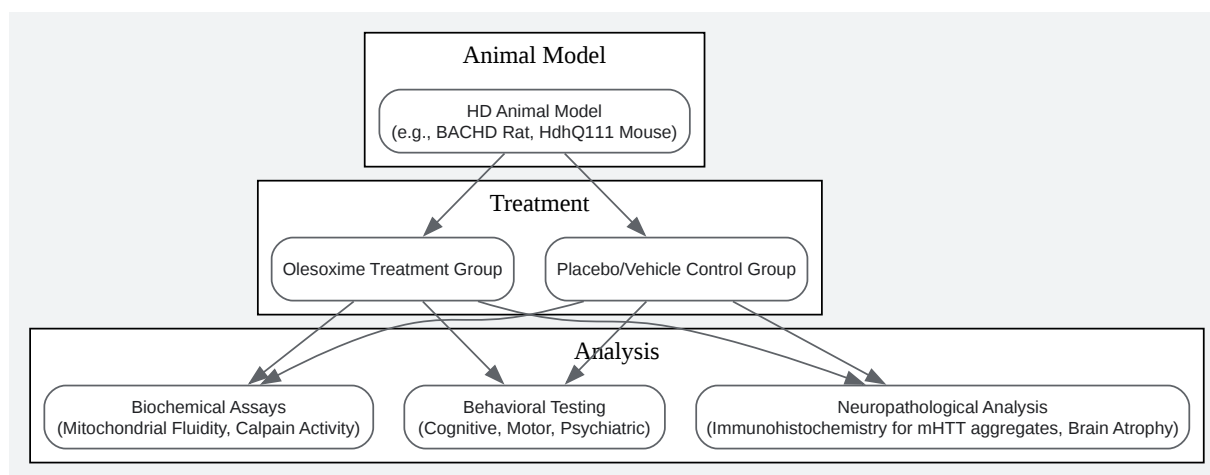 Animal Model
HD Animal Model
(e.g., BACHD Rat, HdhQ111 Mouse)
Treatment
Olesoxime Treatment Group
Placebo/Vehicle Control Group
Analysis
Biochemical Assays
(Mitochondrial Fluidity, Calpain Activity)
Behavioral Testing
(Cognitive, Motor, Psychiatric)
Neuropathological Analysis
(Immunohistochemistry for mHTT aggregates, Brain Atrophy)